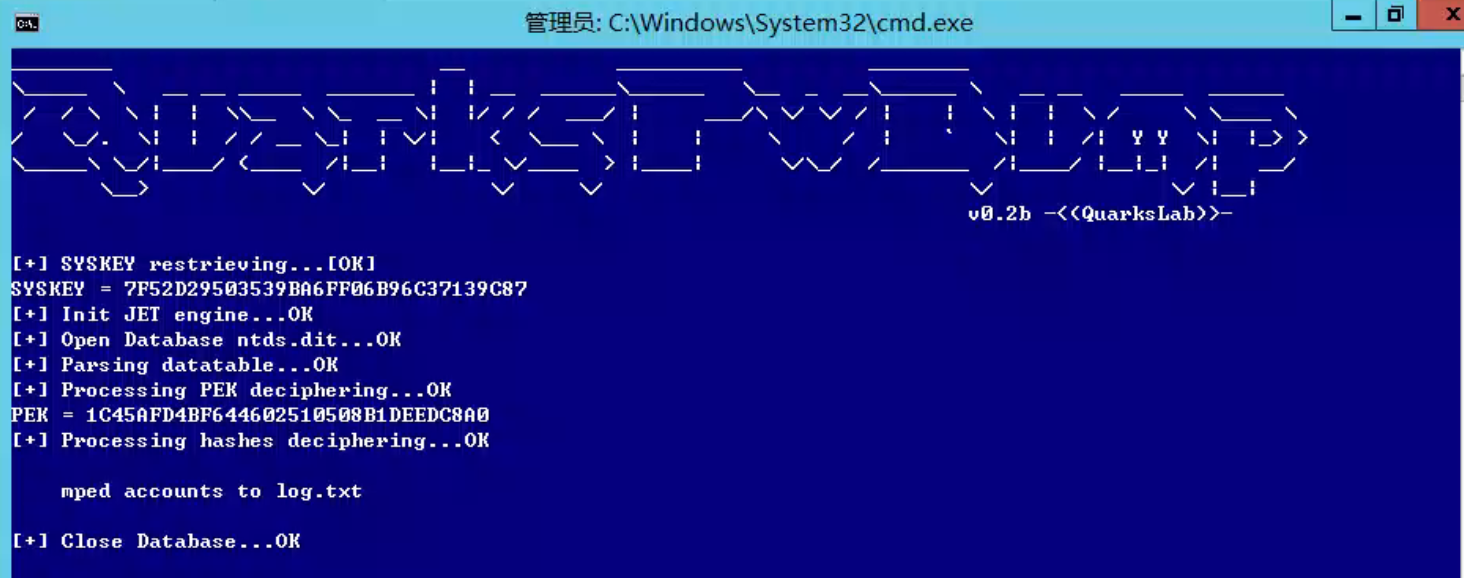 管理员: C:\Windows\System32\cmd.exe
QuarksPwDump
v0.2b -<(QuarksLab)>-
[+] SYSKEY restrieving...[OK]
SYSKEY = 7F52D29503539BA6FF06B96C37139C87
[+] Init JET engine...OK
[+] Open Database ntds.dit...OK
[+] Parsing datatable...OK
[+] Processing PEK deciphering...OK
PEK = 1C45AFD4BF644602510508B1DEEDC8A0
[+] Processing hashes deciphering...OK
mped accounts to log.txt
[+] Close Database...OK